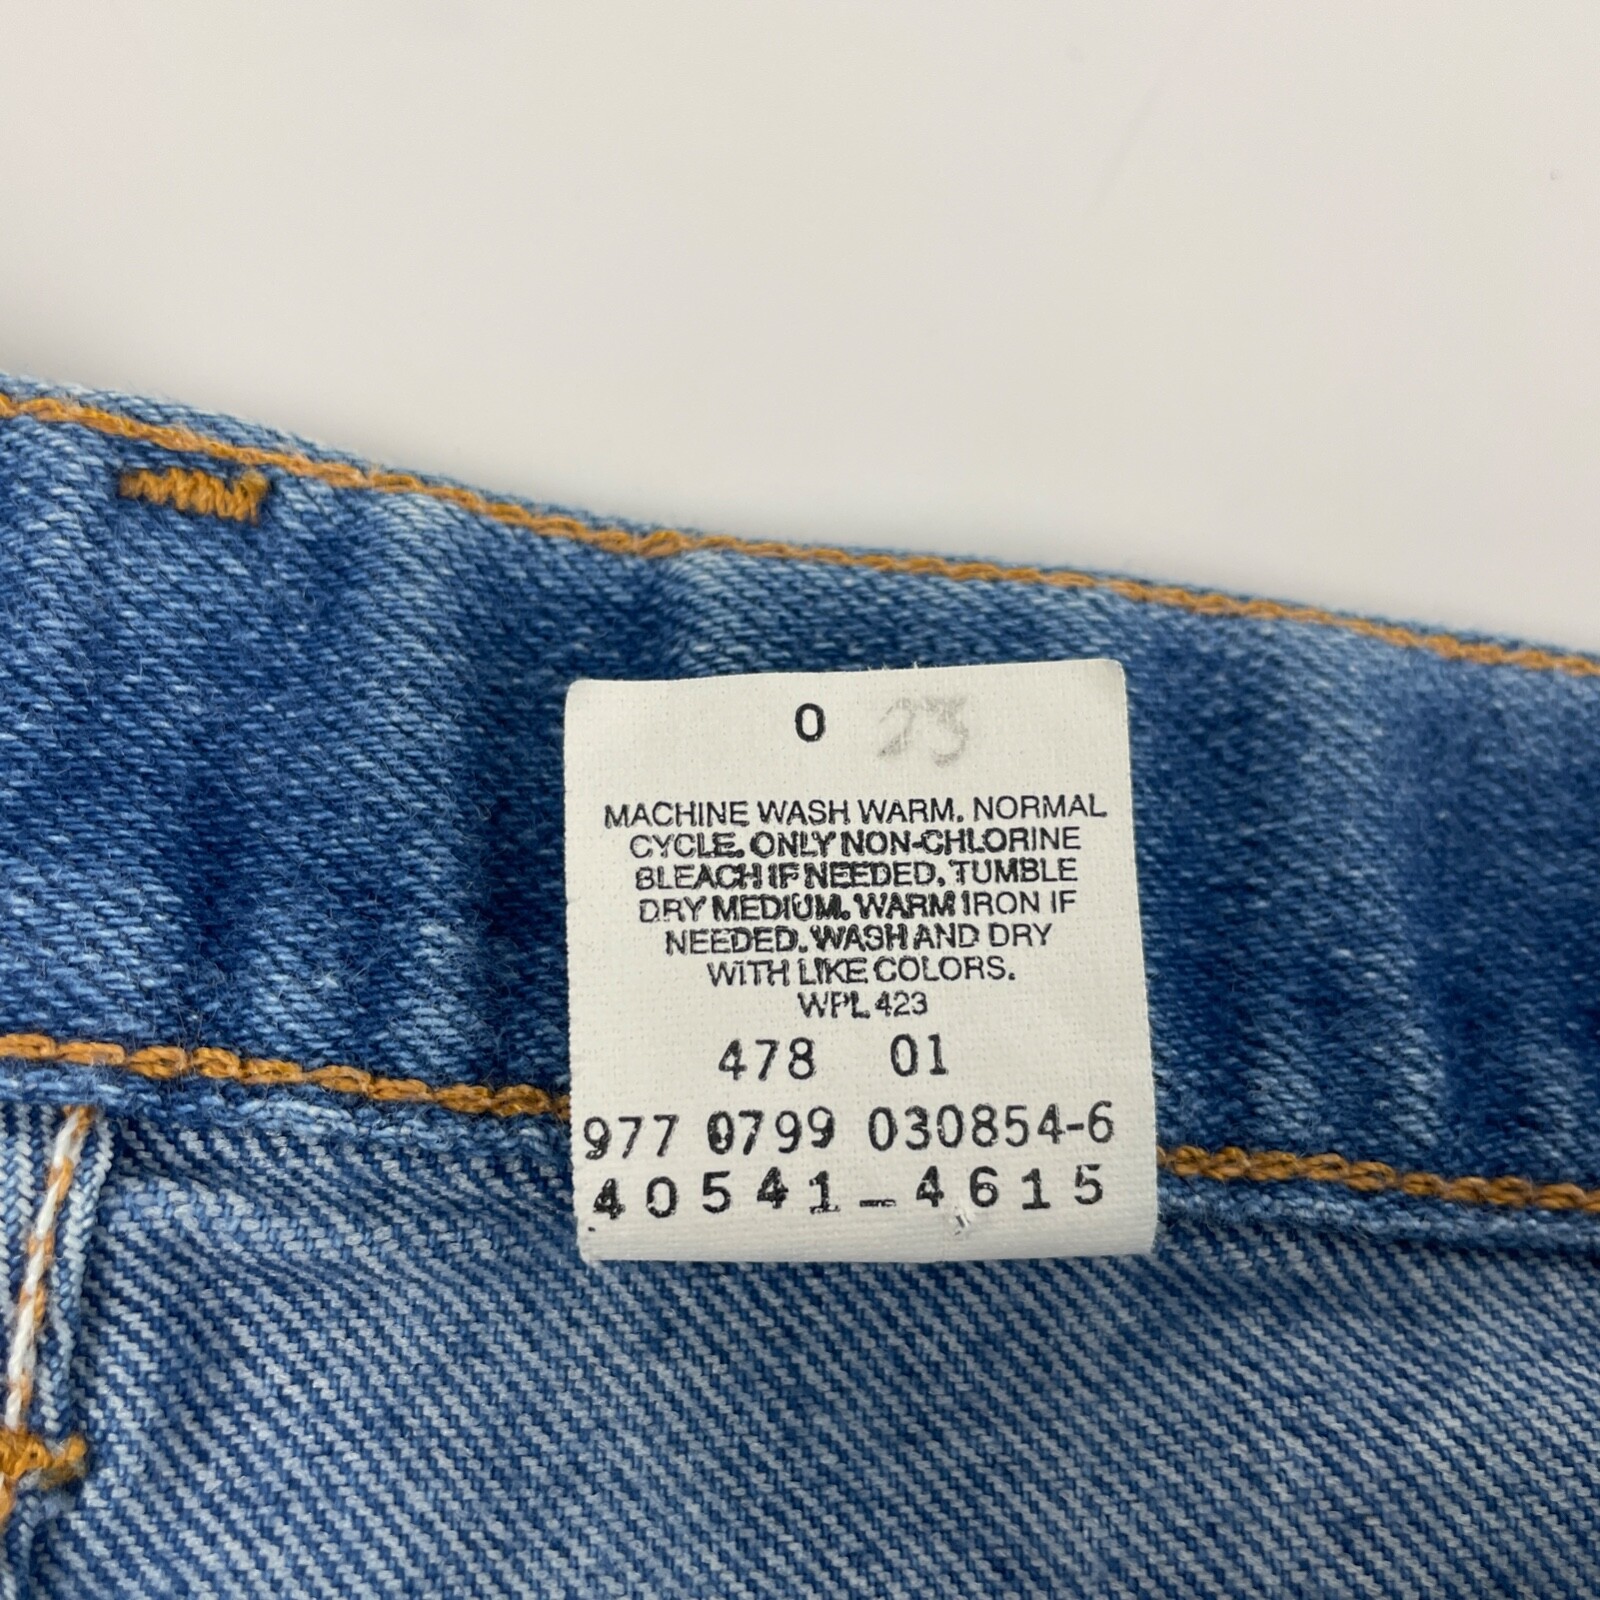 0 23
MACHINE WASH WARM. NORMAL
CYCLE. ONLY NON-CHLORINE
BLEACH IF NEEDED. TUMBLE
DRY MEDIUM. WARM IRON IF
NEEDED. WASH AND DRY
WITH LIKE COLORS.
WPL 423
478 01
977 0799 030854-6
40541-4615